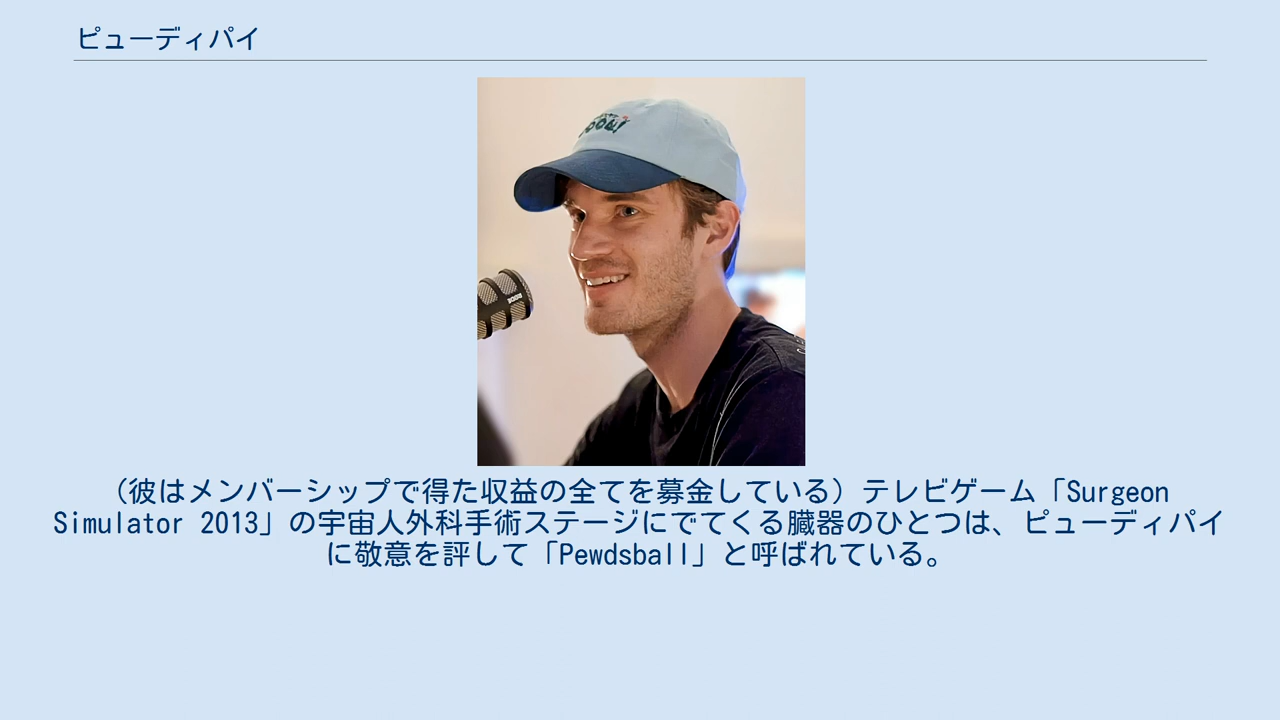 ピューディパイ
（彼はメンバーシップで得た収益の全てを募金している）テレビゲーム「Surgeon
Simulator 2013」の宇宙人外科手術ステージにでてくる臓器のひとつは、ピューディパイ
に敬意を評して「Pewdsball」と呼ばれている。